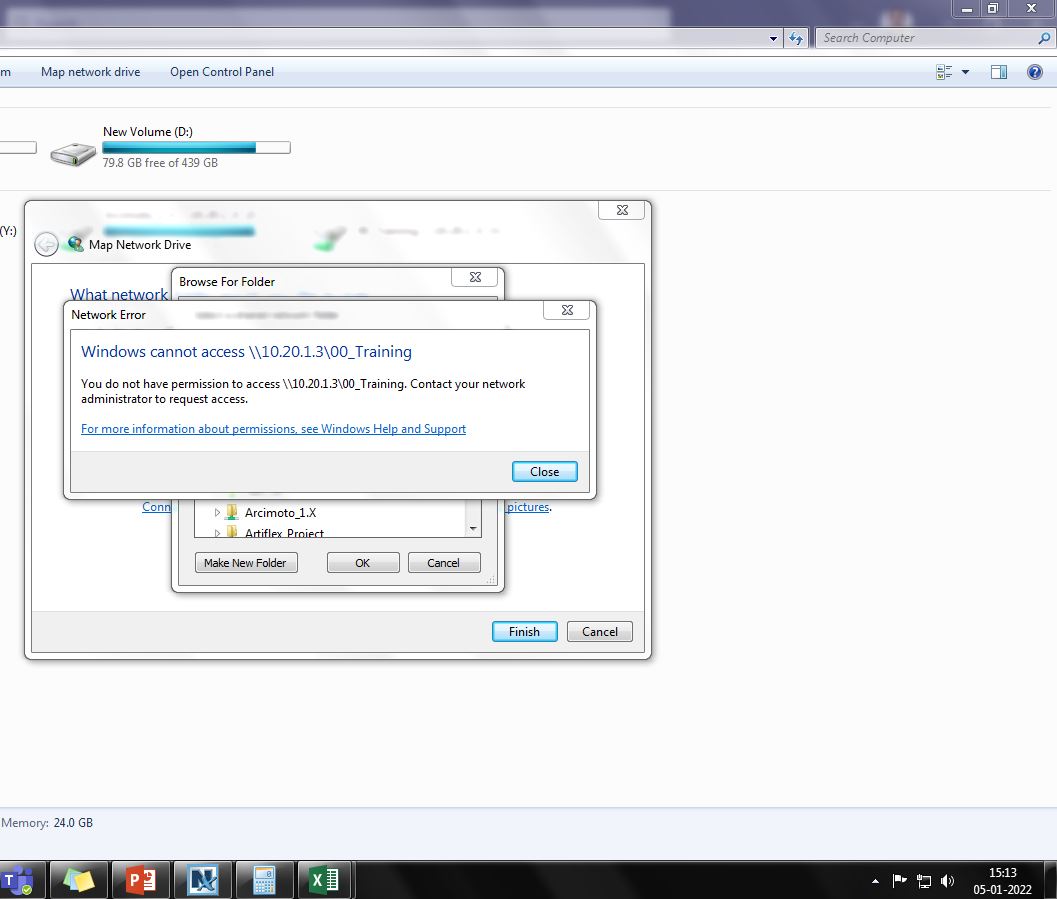 Search Computer
m Map network drive Open Control Panel
New Volume (D:)
79.8 GB free of 439 GB
(Y:)
Map Network Drive
Browse For Folder
What network
Network Error
Windows cannot access \\10.20.1.3\00_Training
You do not have permission to access \\10.20.1.3\00_Training. Contact your network
administrator to request access.
For more information about permissions, see Windows Help and Support
Close
Conn
pictures.
Arcimoto_1.X
Artiflex Project
Make New Folder OK Cancel
Finish Cancel
Memory: 24.0 GB
15:13
05-01-2022